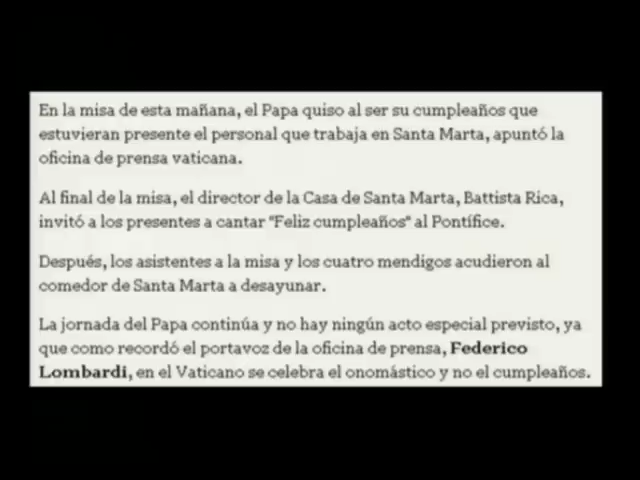 En la misa de esta mañana, el Papa quiso al ser su cumpleaños que
estuvieran presente el personal que trabaja en Santa Marta, apuntó la
oficina de prensa vaticana.
Al final de la misa, el director de la Casa de Santa Marta, Battista Rica,
invitó a los presentes a cantar "Feliz cumpleaños" al Pontífice.
Después, los asistentes a la misa y los cuatro mendigos acudieron al
comedor de Santa Marta a desayunar.
La jornada del Papa continúa y no hay ningún acto especial previsto, ya
que como recordó el portavoz de la oficina de prensa, Federico
Lombardi, en el Vaticano se celebra el onomástico y no el cumpleaños.